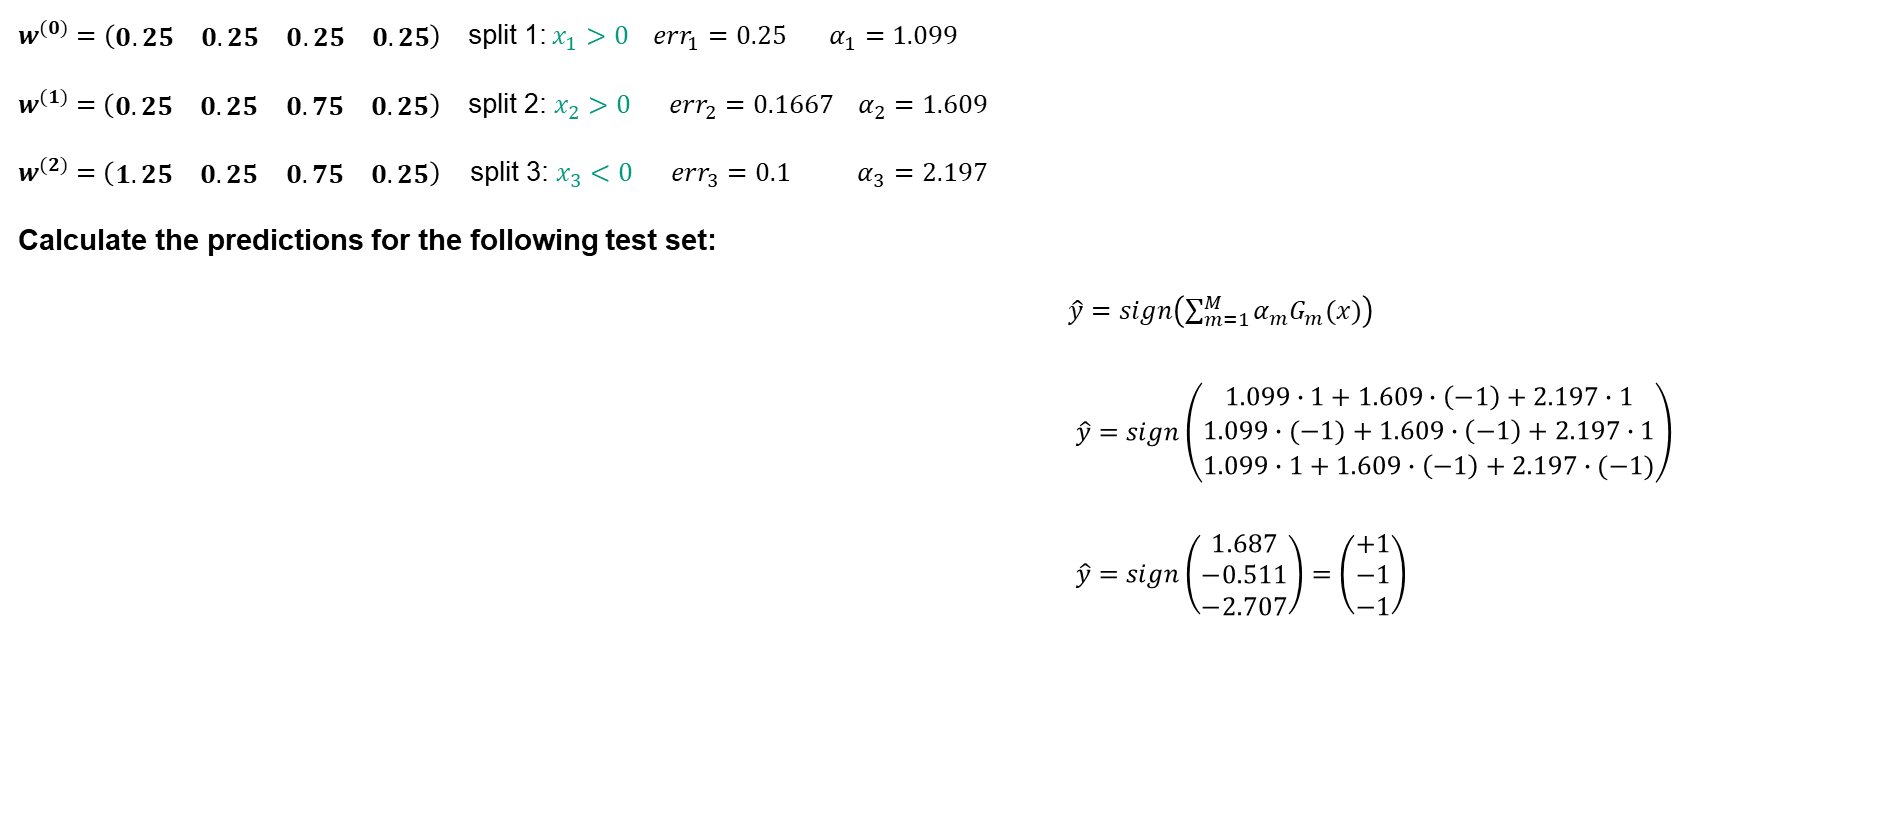 w^(0) = (0.25 0.25 0.25 0.25) split 1: x₁ > 0 err₁ = 0.25 α₁ = 1.099
w^(1) = (0.25 0.25 0.75 0.25) split 2: x₂ > 0 err₂ = 0.1667 α₂ = 1.609
w^(2) = (1.25 0.25 0.75 0.25) split 3: x₃ < 0 err₃ = 0.1 α₃ = 2.197
Calculate the predictions for the following test set:
ŷ = sign(∑_{m=1}^{M} α_m G_m(x))
1.099 · 1 + 1.609 · (−1) + 2.197 · 1
ŷ = sign ( 1.099 · (−1) + 1.609 · (−1) + 2.197 · 1 )
1.099 · 1 + 1.609 · (−1) + 2.197 · (−1)
1.687 +1
ŷ = sign ( −0.511 ) = ( −1 )
−2.707 −1